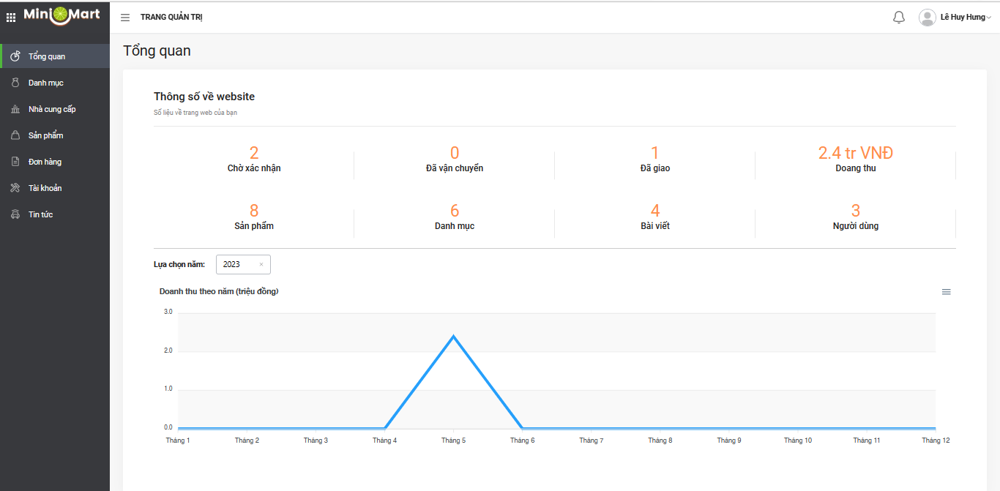 Mini Mart
TRANG QUẢN TRỊ
Lê Huy Hưng
Tổng quan
Danh mục
Nhà cung cấp
Sản phẩm
Đơn hàng
Tài khoản
Tin tức
Tổng quan
Thông số về website
Số liệu về trang web của bạn
2 0 1 2.4 tr VNĐ
Chờ xác nhận Đã vận chuyển Đã giao Doang thu
8 6 4 3
Sản phẩm Danh mục Bài viết Người dùng
Lựa chọn năm: 2023 ×
Doanh thu theo năm (triệu đồng)
3.0
2.0
1.0
0.0
Tháng 1 Tháng 2 Tháng 3 Tháng 4 Tháng 5 Tháng 6 Tháng 7 Tháng 8 Tháng 9 Tháng 10 Tháng 11 Tháng 12